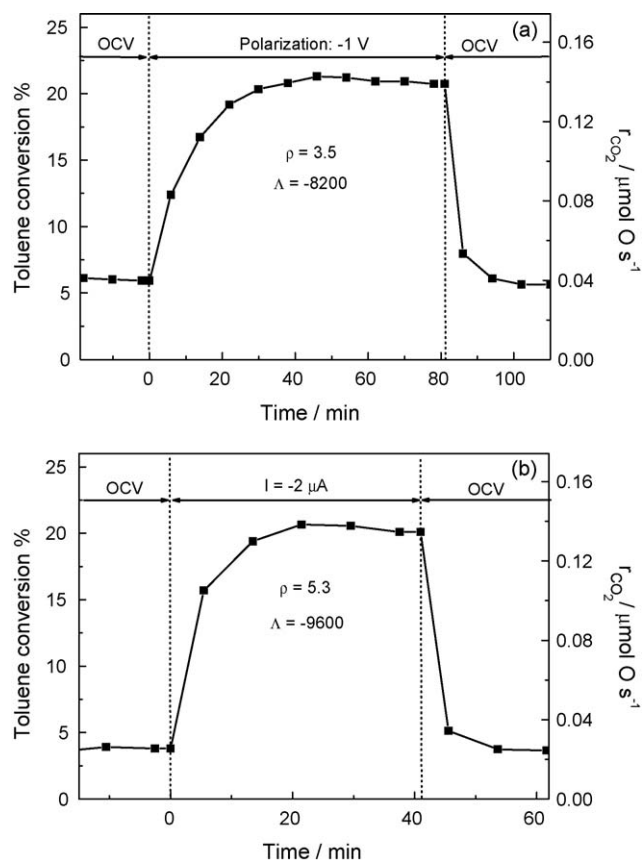 (a)
OCV
Polarization: -1 V
OCV
ρ = 3.5
Λ = -8200
Toluene conversion %
25
20
15
10
5
0
0.16
0.12
0.08
0.04
0.00
rCO2 / μmol O s-1
0
20
40
60
80
100
Time / min
(b)
OCV
I = -2 μA
OCV
ρ = 5.3
Λ = -9600
Toluene conversion %
25
20
15
10
5
0
0.16
0.12
0.08
0.04
0.00
rCO2 / μmol O s-1
0
20
40
60
Time / min